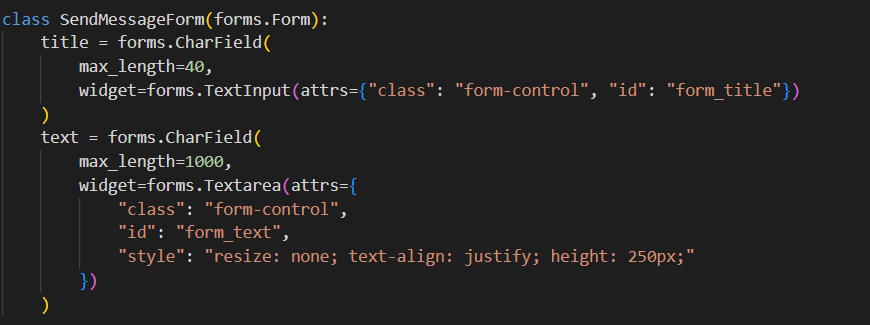 class SendMessageForm(forms.Form):
    title = forms.CharField(
        max_length=40,
        widget=forms.TextInput(attrs={"class": "form-control", "id": "form_title"})
    )
    text = forms.CharField(
        max_length=1000,
        widget=forms.Textarea(attrs={
            "class": "form-control",
            "id": "form_text",
            "style": "resize: none; text-align: justify; height: 250px;"
        })
    )